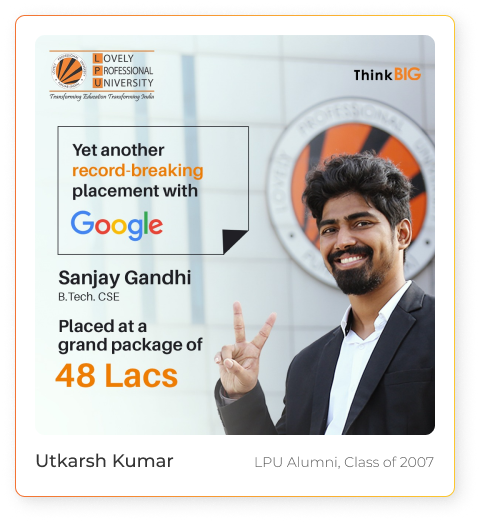 LOVELY
PROFESSIONAL
UNIVERSITY
Transforming Education Transforming India
ThinkBIG
Yet another
record-breaking
placement with
Google
Sanjay Gandhi
B.Tech. CSE
Placed at a
grand package of
48 Lacs
Utkarsh Kumar
LPU Alumni, Class of 2007